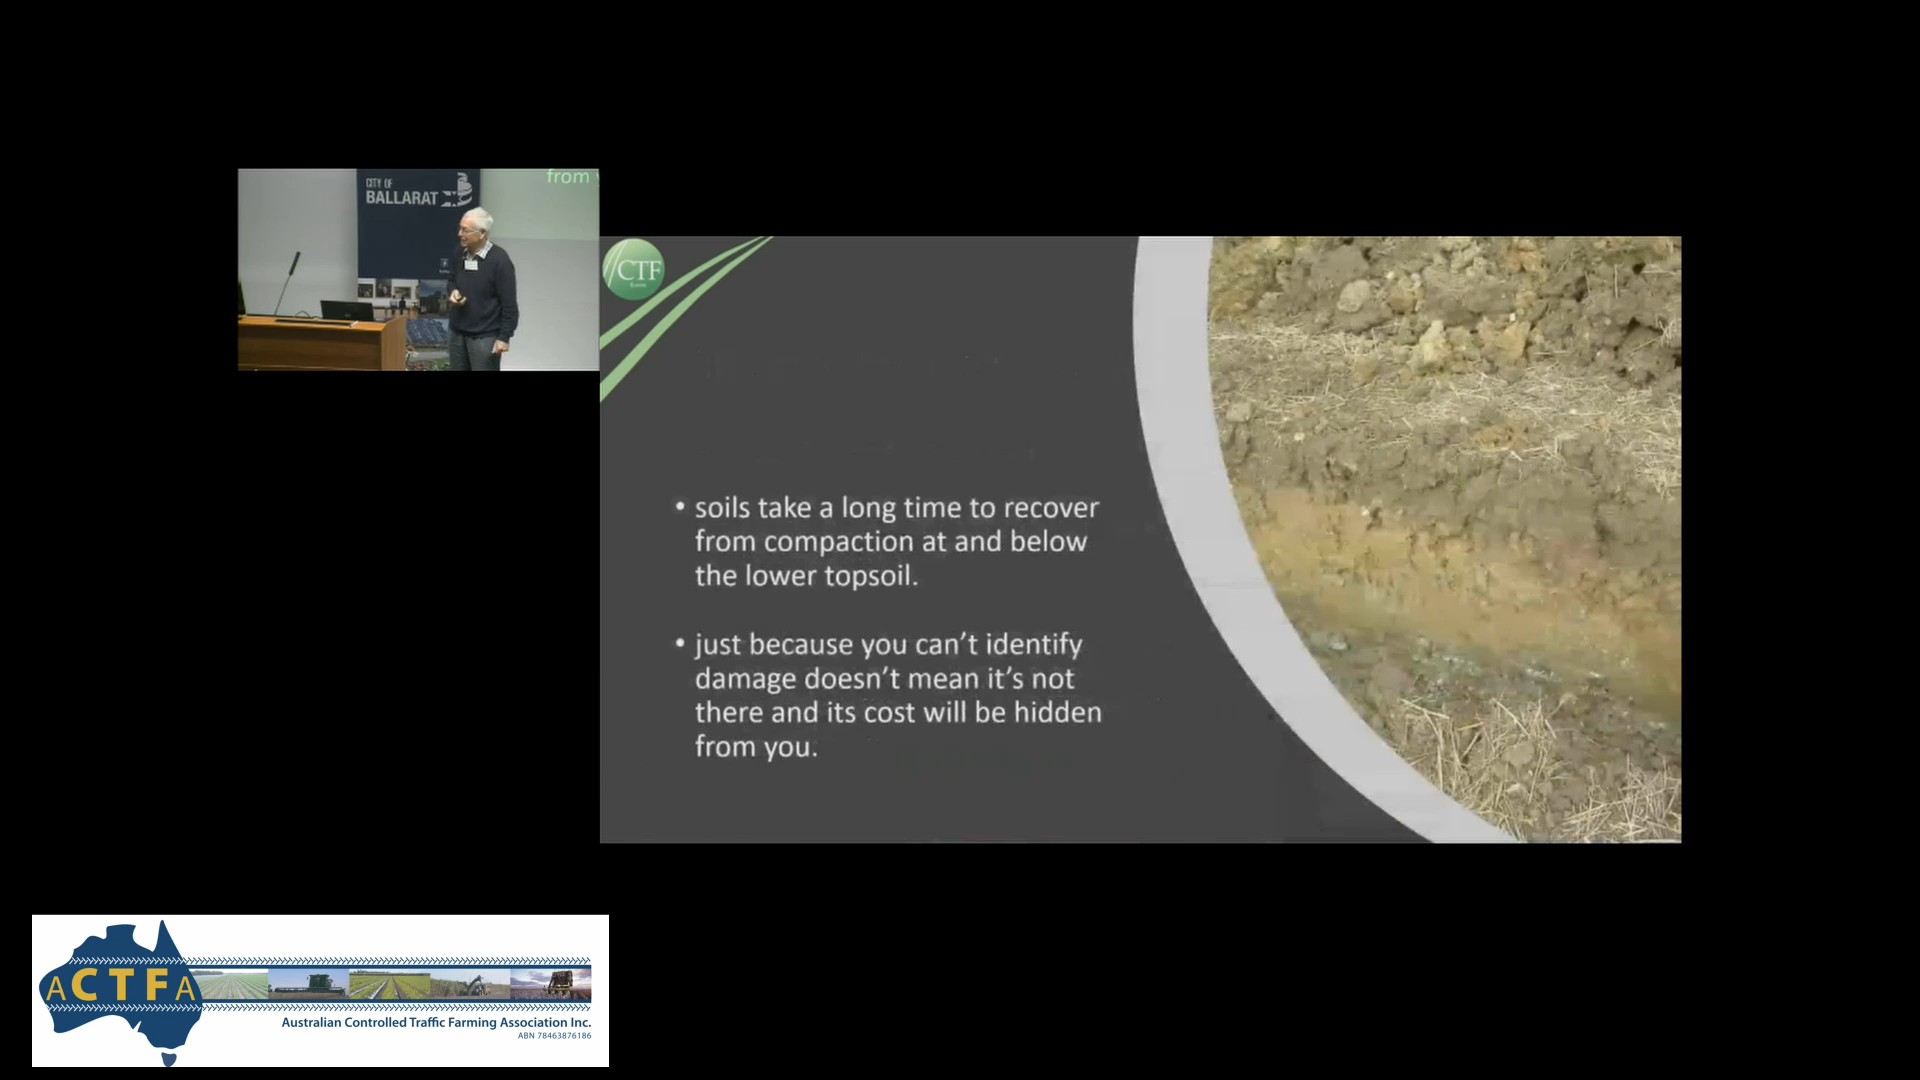 CITY OF
BALLARAT
from
CTF
• soils take a long time to recover
from compaction at and below
the lower topsoil.
• just because you can’t identify
damage doesn’t mean it’s not
there and its cost will be hidden
from you.
ACTFA
Australian Controlled Traffic Farming Association Inc.
ABN 78463876186